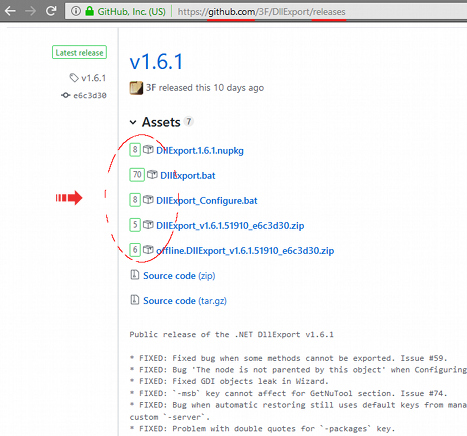 GitHub, Inc. (US) https://github.com/3F/DllExport/releases
Latest release
v1.6.1
e6c3d30
v1.6.1
3F released this 10 days ago
Assets 7
8 DllExport.1.6.1.nupkg
70 DllExport.bat
8 DllExport_Configure.bat
5 DllExport_v1.6.1.51910_e6c3d30.zip
6 offline.DllExport_v1.6.1.51910_e6c3d30.zip
Source code (zip)
Source code (tar.gz)
Public release of the .NET DllExport v1.6.1
* FIXED: Fixed bug when some methods cannot be exported. Issue #59.
* FIXED: Bug 'The node is not parented by this object' when Configuring
* FIXED: Fixed GDI objects leak in Wizard.
* FIXED: `-msb` key cannot affect for GetNuTool section. Issue #74.
* FIXED: Bug when automatic restoring still uses default keys from mana
custom `-server`.
* FIXED: Problem with double quotes for `-packages` key.